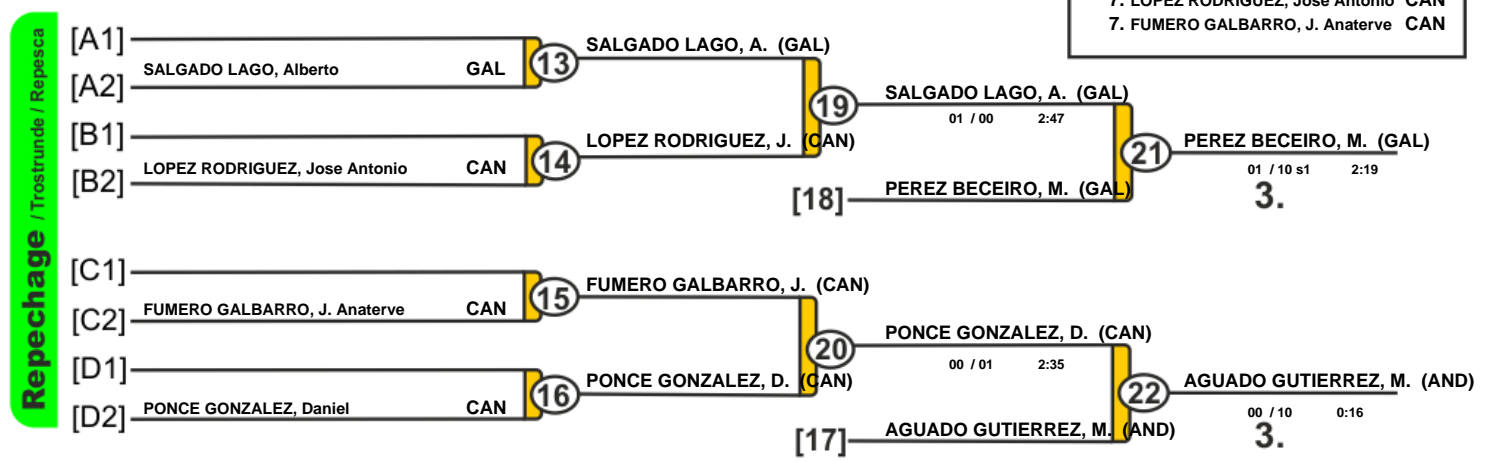 7. LOPEZ RODRIGUEZ, Jose Antonio CAN
7. FUMERO GALBARRO, J. Anaterve CAN
Repechage / Trostrunde / Repesca
[A1]
SALGADO LAGO, Alberto GAL
[A2]
13
SALGADO LAGO, A. (GAL)
[B1]
LOPEZ RODRIGUEZ, Jose Antonio CAN
[B2]
14
LOPEZ RODRIGUEZ, J. (CAN)
19
SALGADO LAGO, A. (GAL)
01 / 00 2:47
[18]
PEREZ BECEIRO, M. (GAL)
21
PEREZ BECEIRO, M. (GAL)
01 / 10 s1 2:19
3.
[C1]
FUMERO GALBARRO, J. Anaterve CAN
[C2]
15
FUMERO GALBARRO, J. (CAN)
[D1]
PONCE GONZALEZ, Daniel CAN
[D2]
16
PONCE GONZALEZ, D. (CAN)
20
PONCE GONZALEZ, D. (CAN)
00 / 01 2:35
[17]
AGUADO GUTIERREZ, M. (AND)
22
AGUADO GUTIERREZ, M. (AND)
00 / 10 0:16
3.